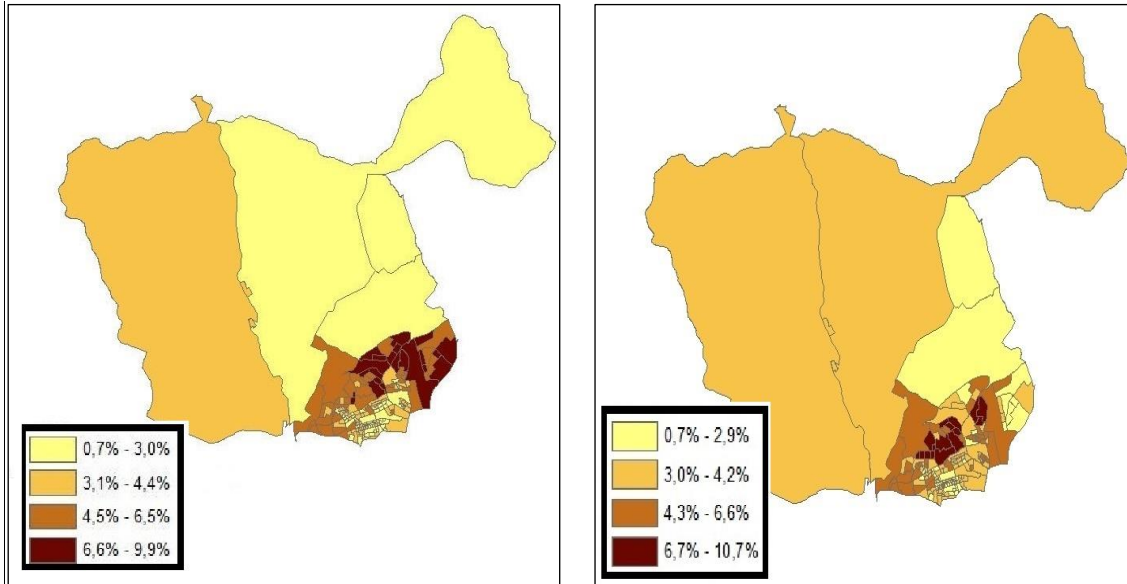 0,7% - 3,0%
3,1% - 4,4%
4,5% - 6,5%
6,6% - 9,9%
0,7% - 2,9%
3,0% - 4,2%
4,3% - 6,6%
6,7% - 10,7%